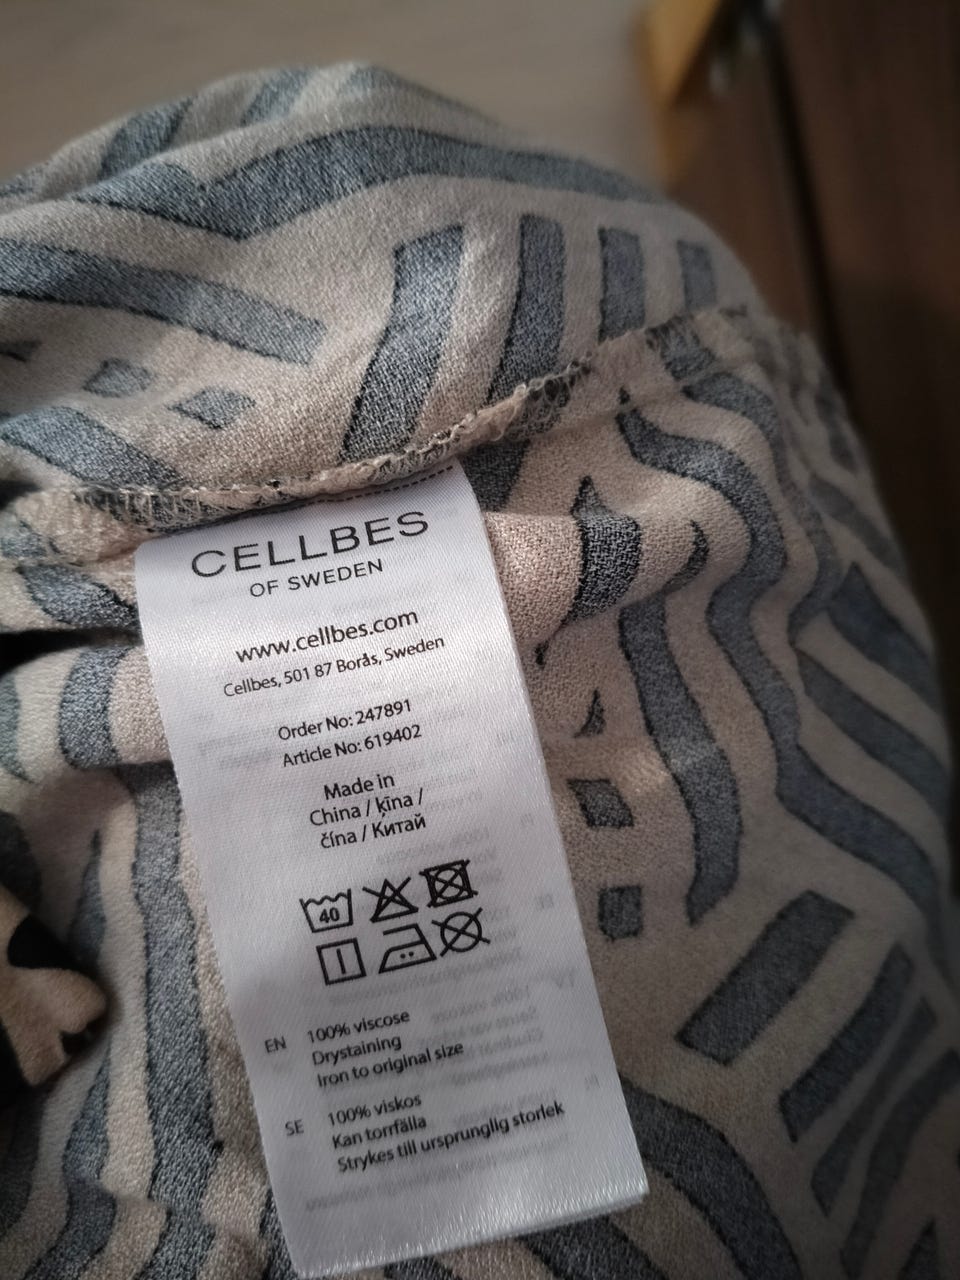 CELLBES
OF SWEDEN
www.cellbes.com
Cellbes, 501 87 Borås, Sweden
Order No: 247891
Article No: 619402
Made in
China / ķīna /
čína / Китай
40
EN 100% viscose
Drystaining
Iron to original size
SE 100% viskos
Kan torrfälla
Strykes till ursprunglig storlek